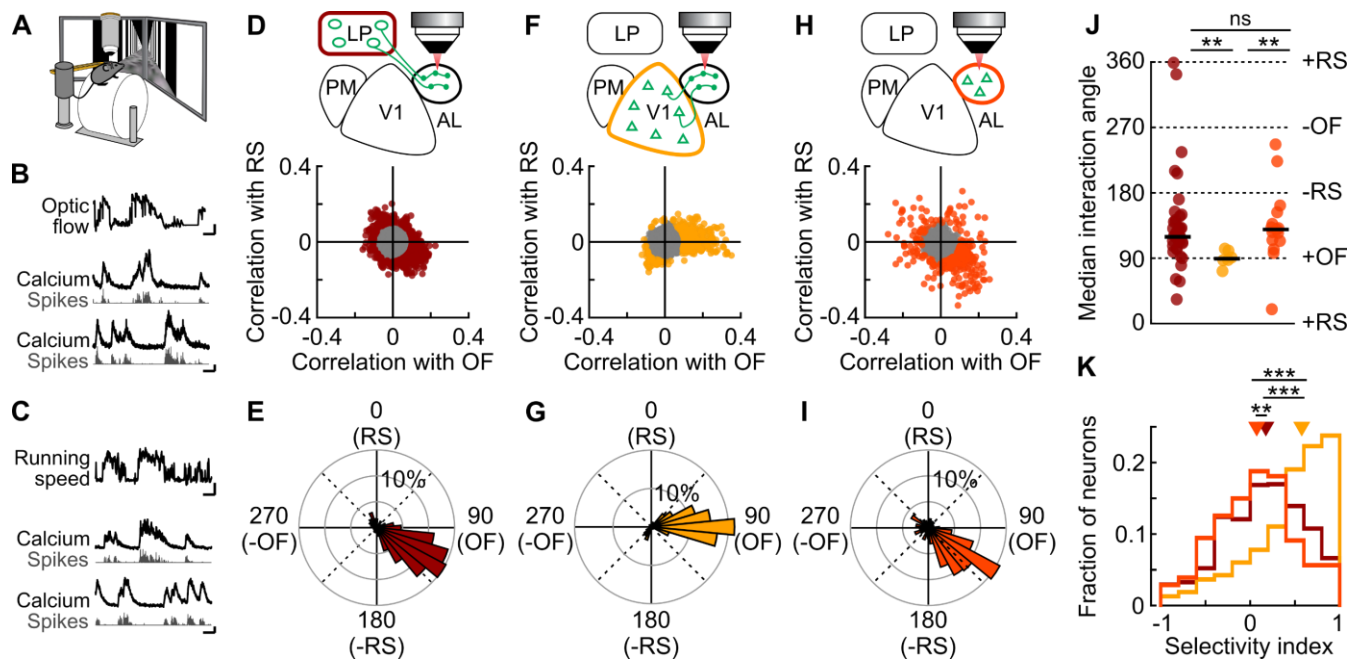 A
B
Optic
flow
Calcium
Spikes
Calcium
Spikes
C
Running
speed
Calcium
Spikes
Calcium
Spikes
D
LP
PM
V1
AL
0.4
0
-0.4
-0.4
0
0.4
Correlation with RS
Correlation with OF
E
0
(RS)
10%
270
(-OF)
90
(OF)
180
(-RS)
F
LP
PM
V1
AL
0.4
0
-0.4
-0.4
0
0.4
Correlation with RS
Correlation with OF
G
0
(RS)
10%
270
(-OF)
90
(OF)
180
(-RS)
H
LP
PM
V1
AL
0.4
0
-0.4
-0.4
0
0.4
Correlation with RS
Correlation with OF
I
0
(RS)
10%
270
(-OF)
90
(OF)
180
(-RS)
J
ns
** **
360 +RS
270 -OF
180 -RS
90 +OF
0 +RS
Median interaction angle
K
***
***
**
0.2
0.1
0
-1 0 1
Fraction of neurons
Selectivity index